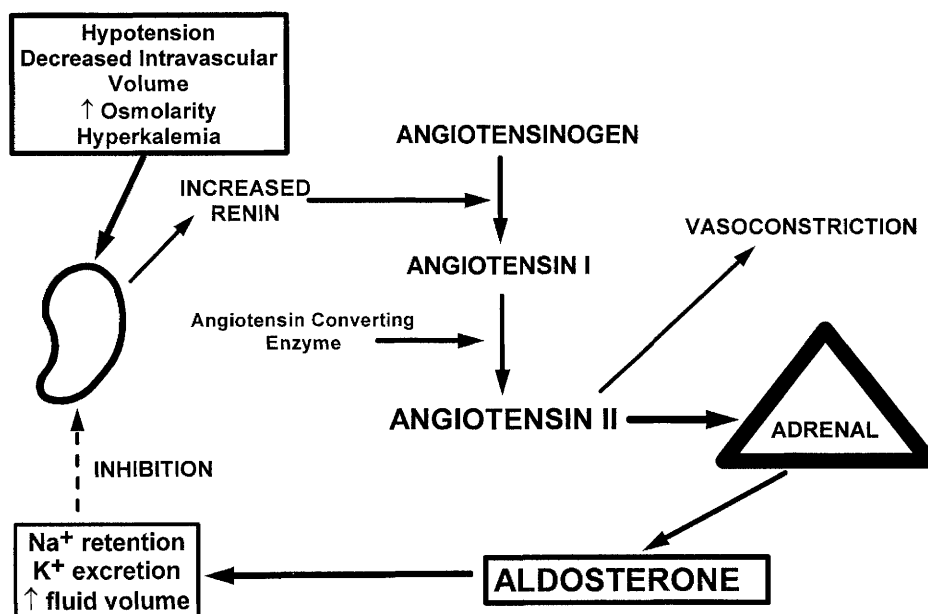 Hypotension
Decreased Intravascular
Volume
↑ Osmolarity
Hyperkalemia
ANGIOTENSINOGEN
INCREASED
RENIN
VASOCONSTRICTION
ANGIOTENSIN I
Angiotensin Converting
Enzyme
ANGIOTENSIN II
ADRENAL
INHIBITION
Na⁺ retention
K⁺ excretion
↑ fluid volume
ALDOSTERONE